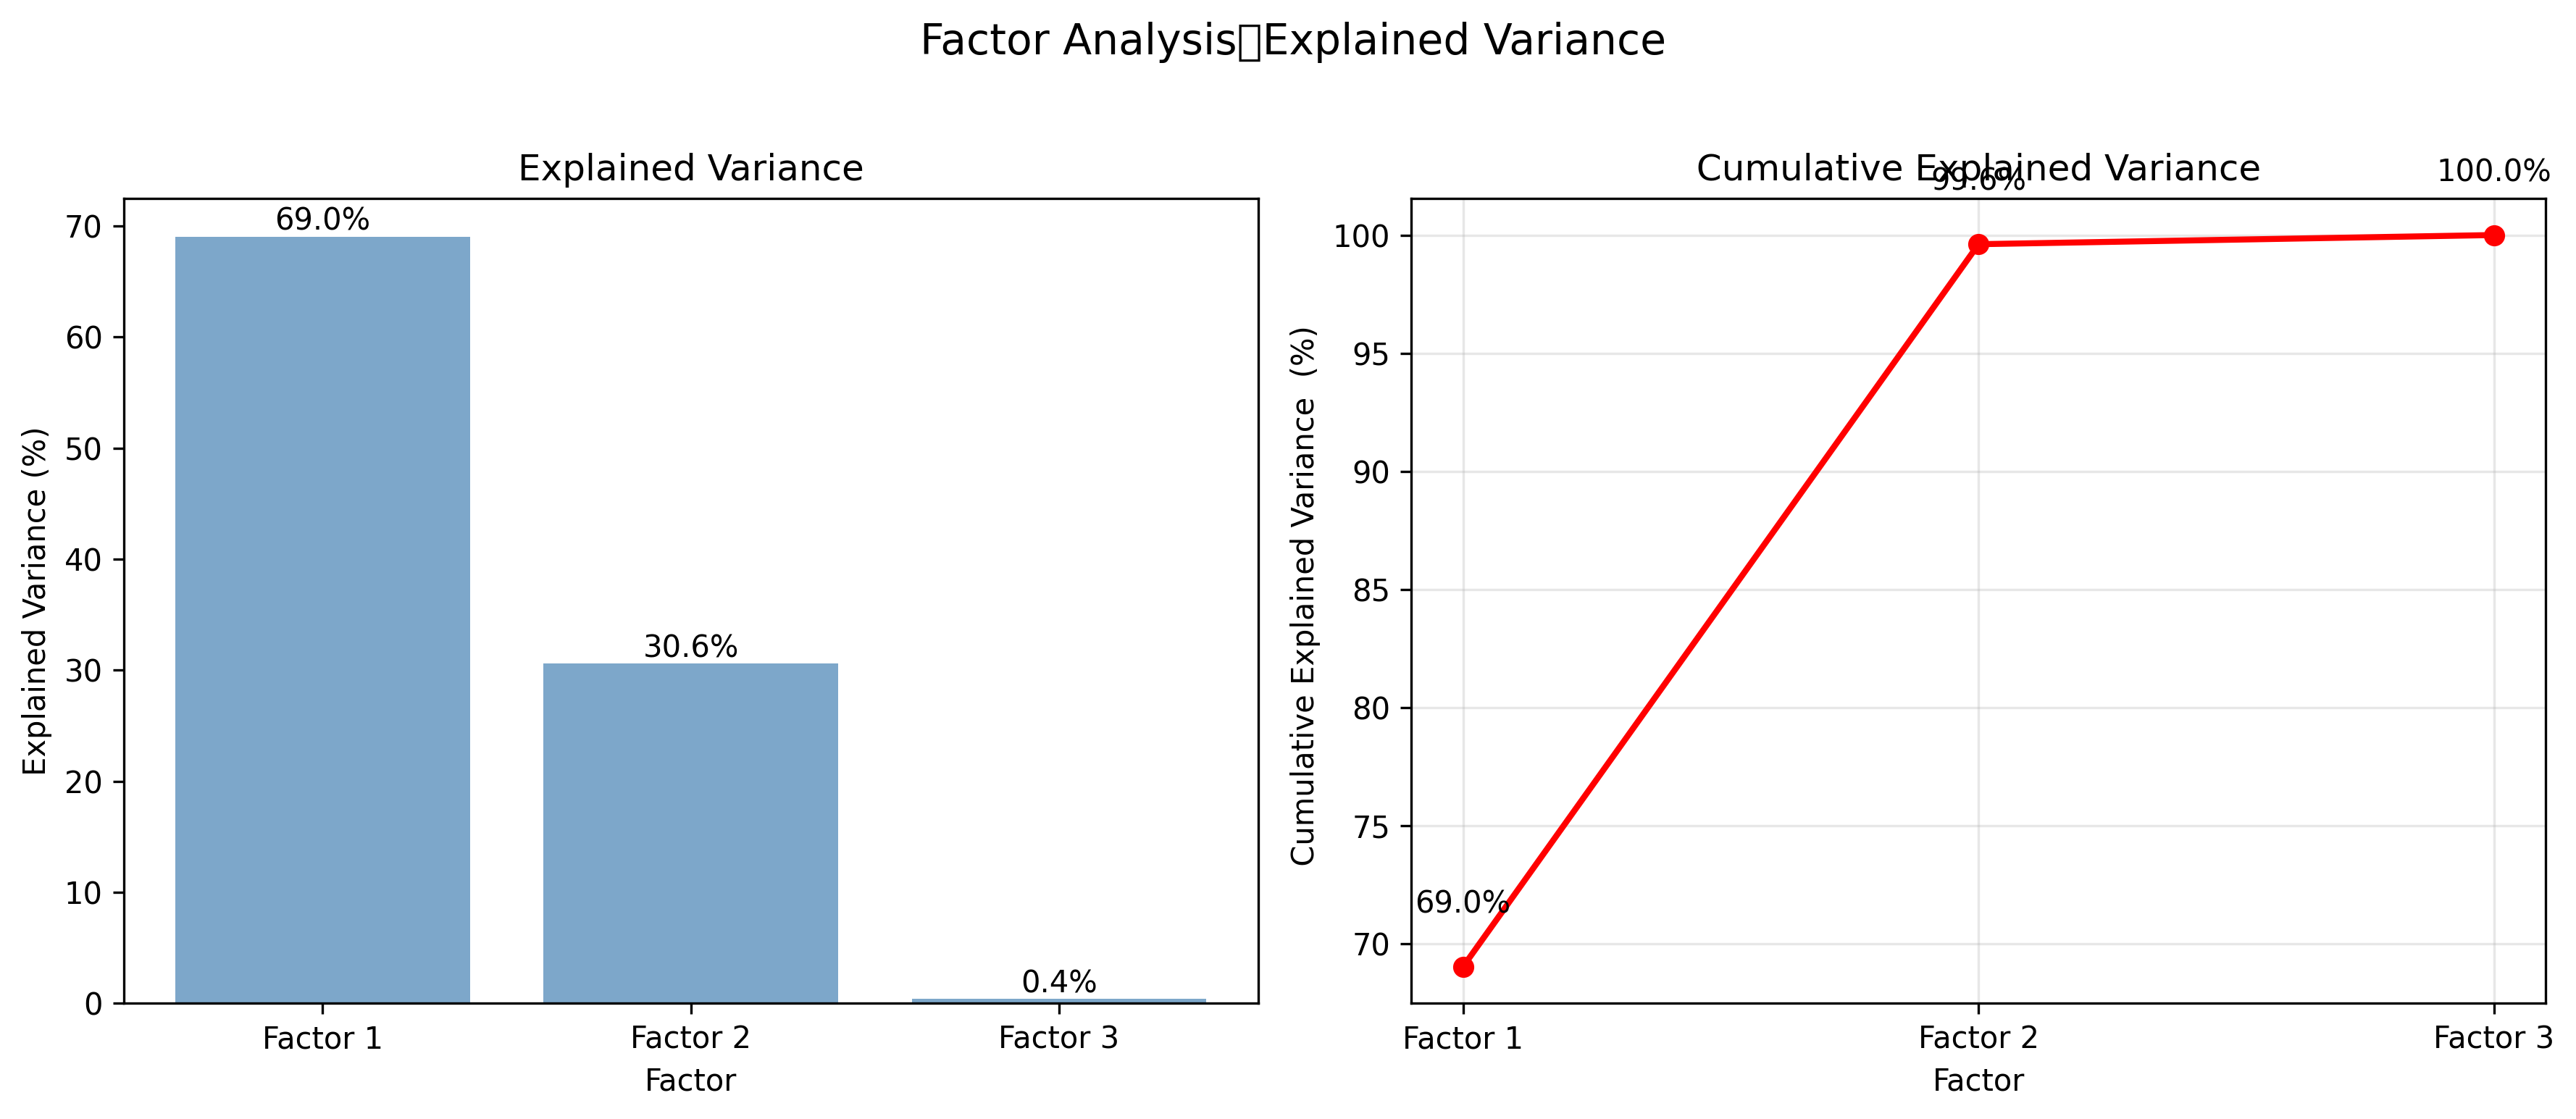 Factor Analysis▯Explained Variance
Explained Variance
Explained Variance (%)
70
60
50
40
30
20
10
0
69.0%
30.6%
0.4%
Factor 1
Factor 2
Factor 3
Factor
Cumulative Explained Variance
Cumulative Explained Variance (%)
100
95
90
85
80
75
70
69.0%
99.6%
100.0%
Factor 1
Factor 2
Factor 3
Factor